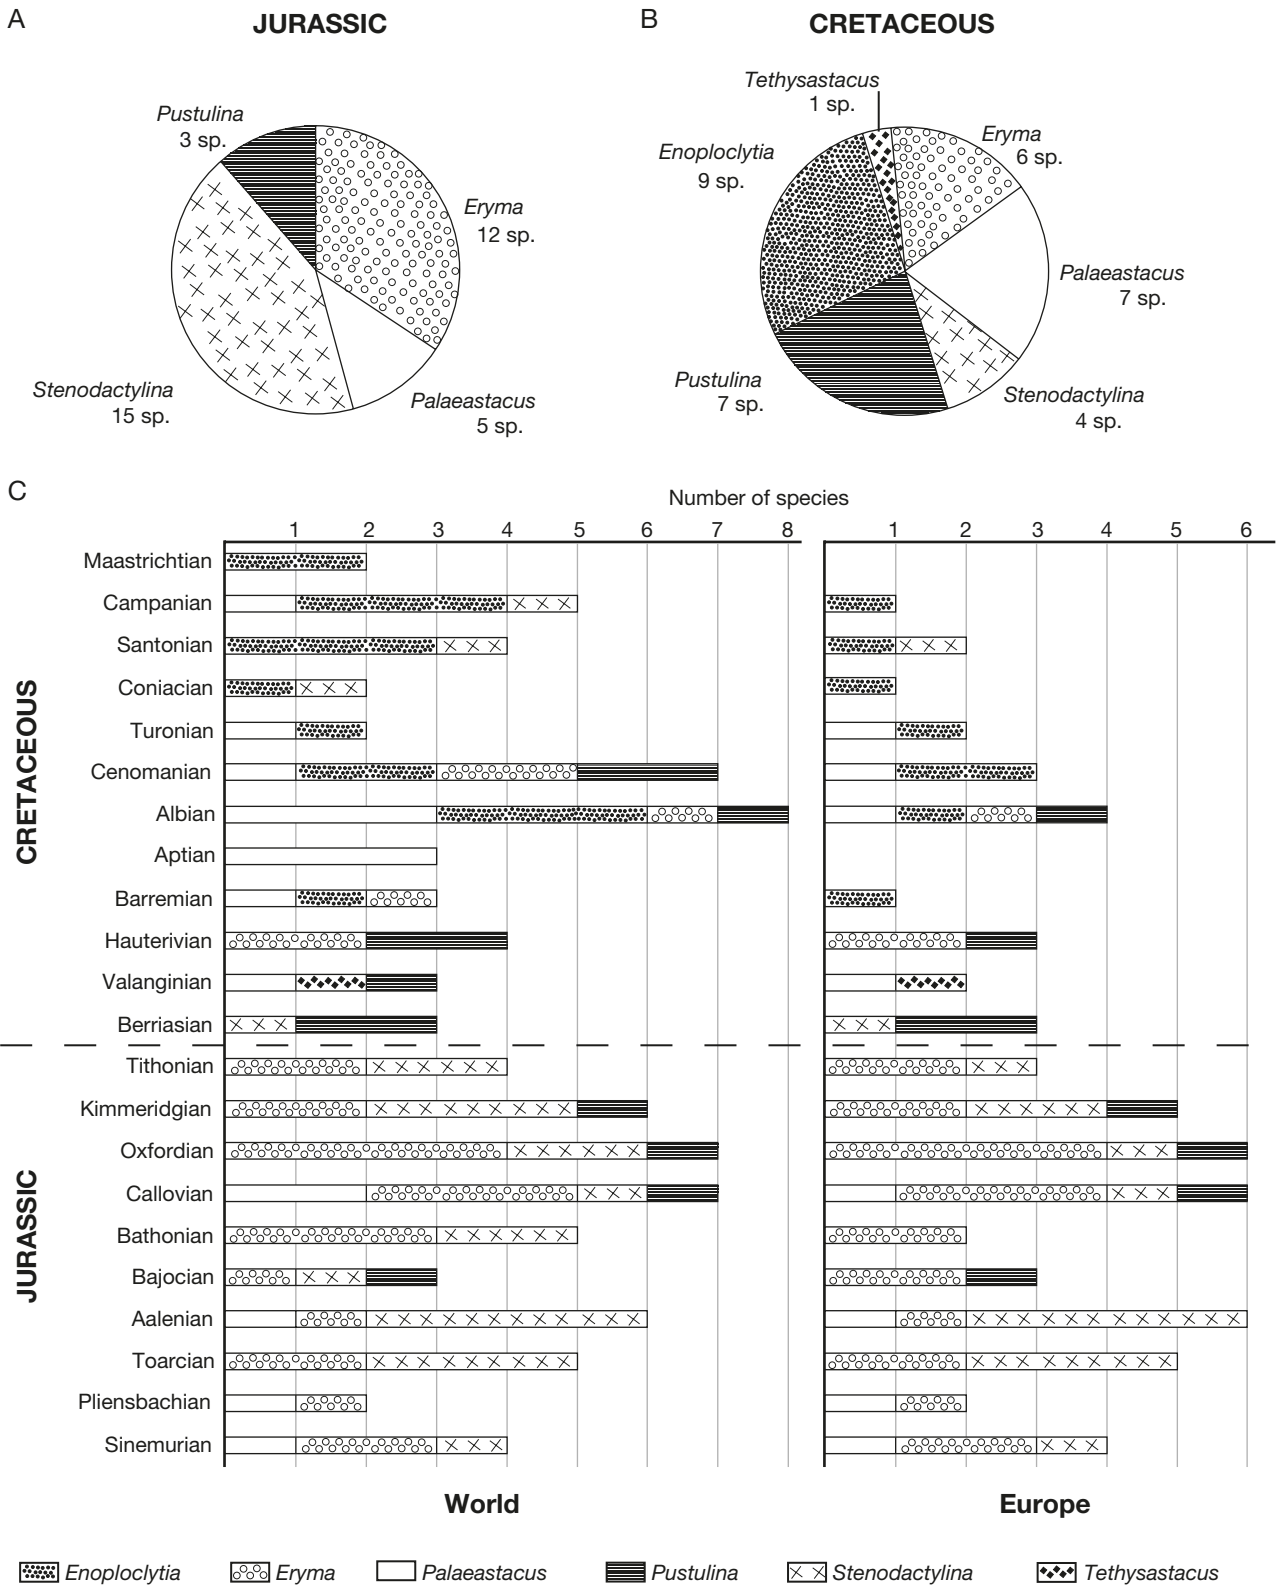 A
JURASSIC
Pustulina
3 sp.
Eryma
12 sp.
Stenodactylina
15 sp.
Palaeastacus
5 sp.
B
CRETACEOUS
Tethysastacus
1 sp.
Eryma
6 sp.
Enoploclytia
9 sp.
Palaeastacus
7 sp.
Pustulina
7 sp.
Stenodactylina
4 sp.
C
Number of species
1 2 3 4 5 6 7 8 1 2 3 4 5 6
CRETACEOUS
Maastrichtian
Campanian
Santonian
Coniacian
Turonian
Cenomanian
Albian
Aptian
Barremian
Hauterivian
Valanginian
Berriasian
JURASSIC
Tithonian
Kimmeridgian
Oxfordian
Callovian
Bathonian
Bajocian
Aalenian
Toarcian
Pliensbachian
Sinemurian
World Europe
Enoploclytia Eryma Palaeastacus Pustulina Stenodactylina Tethysastacus